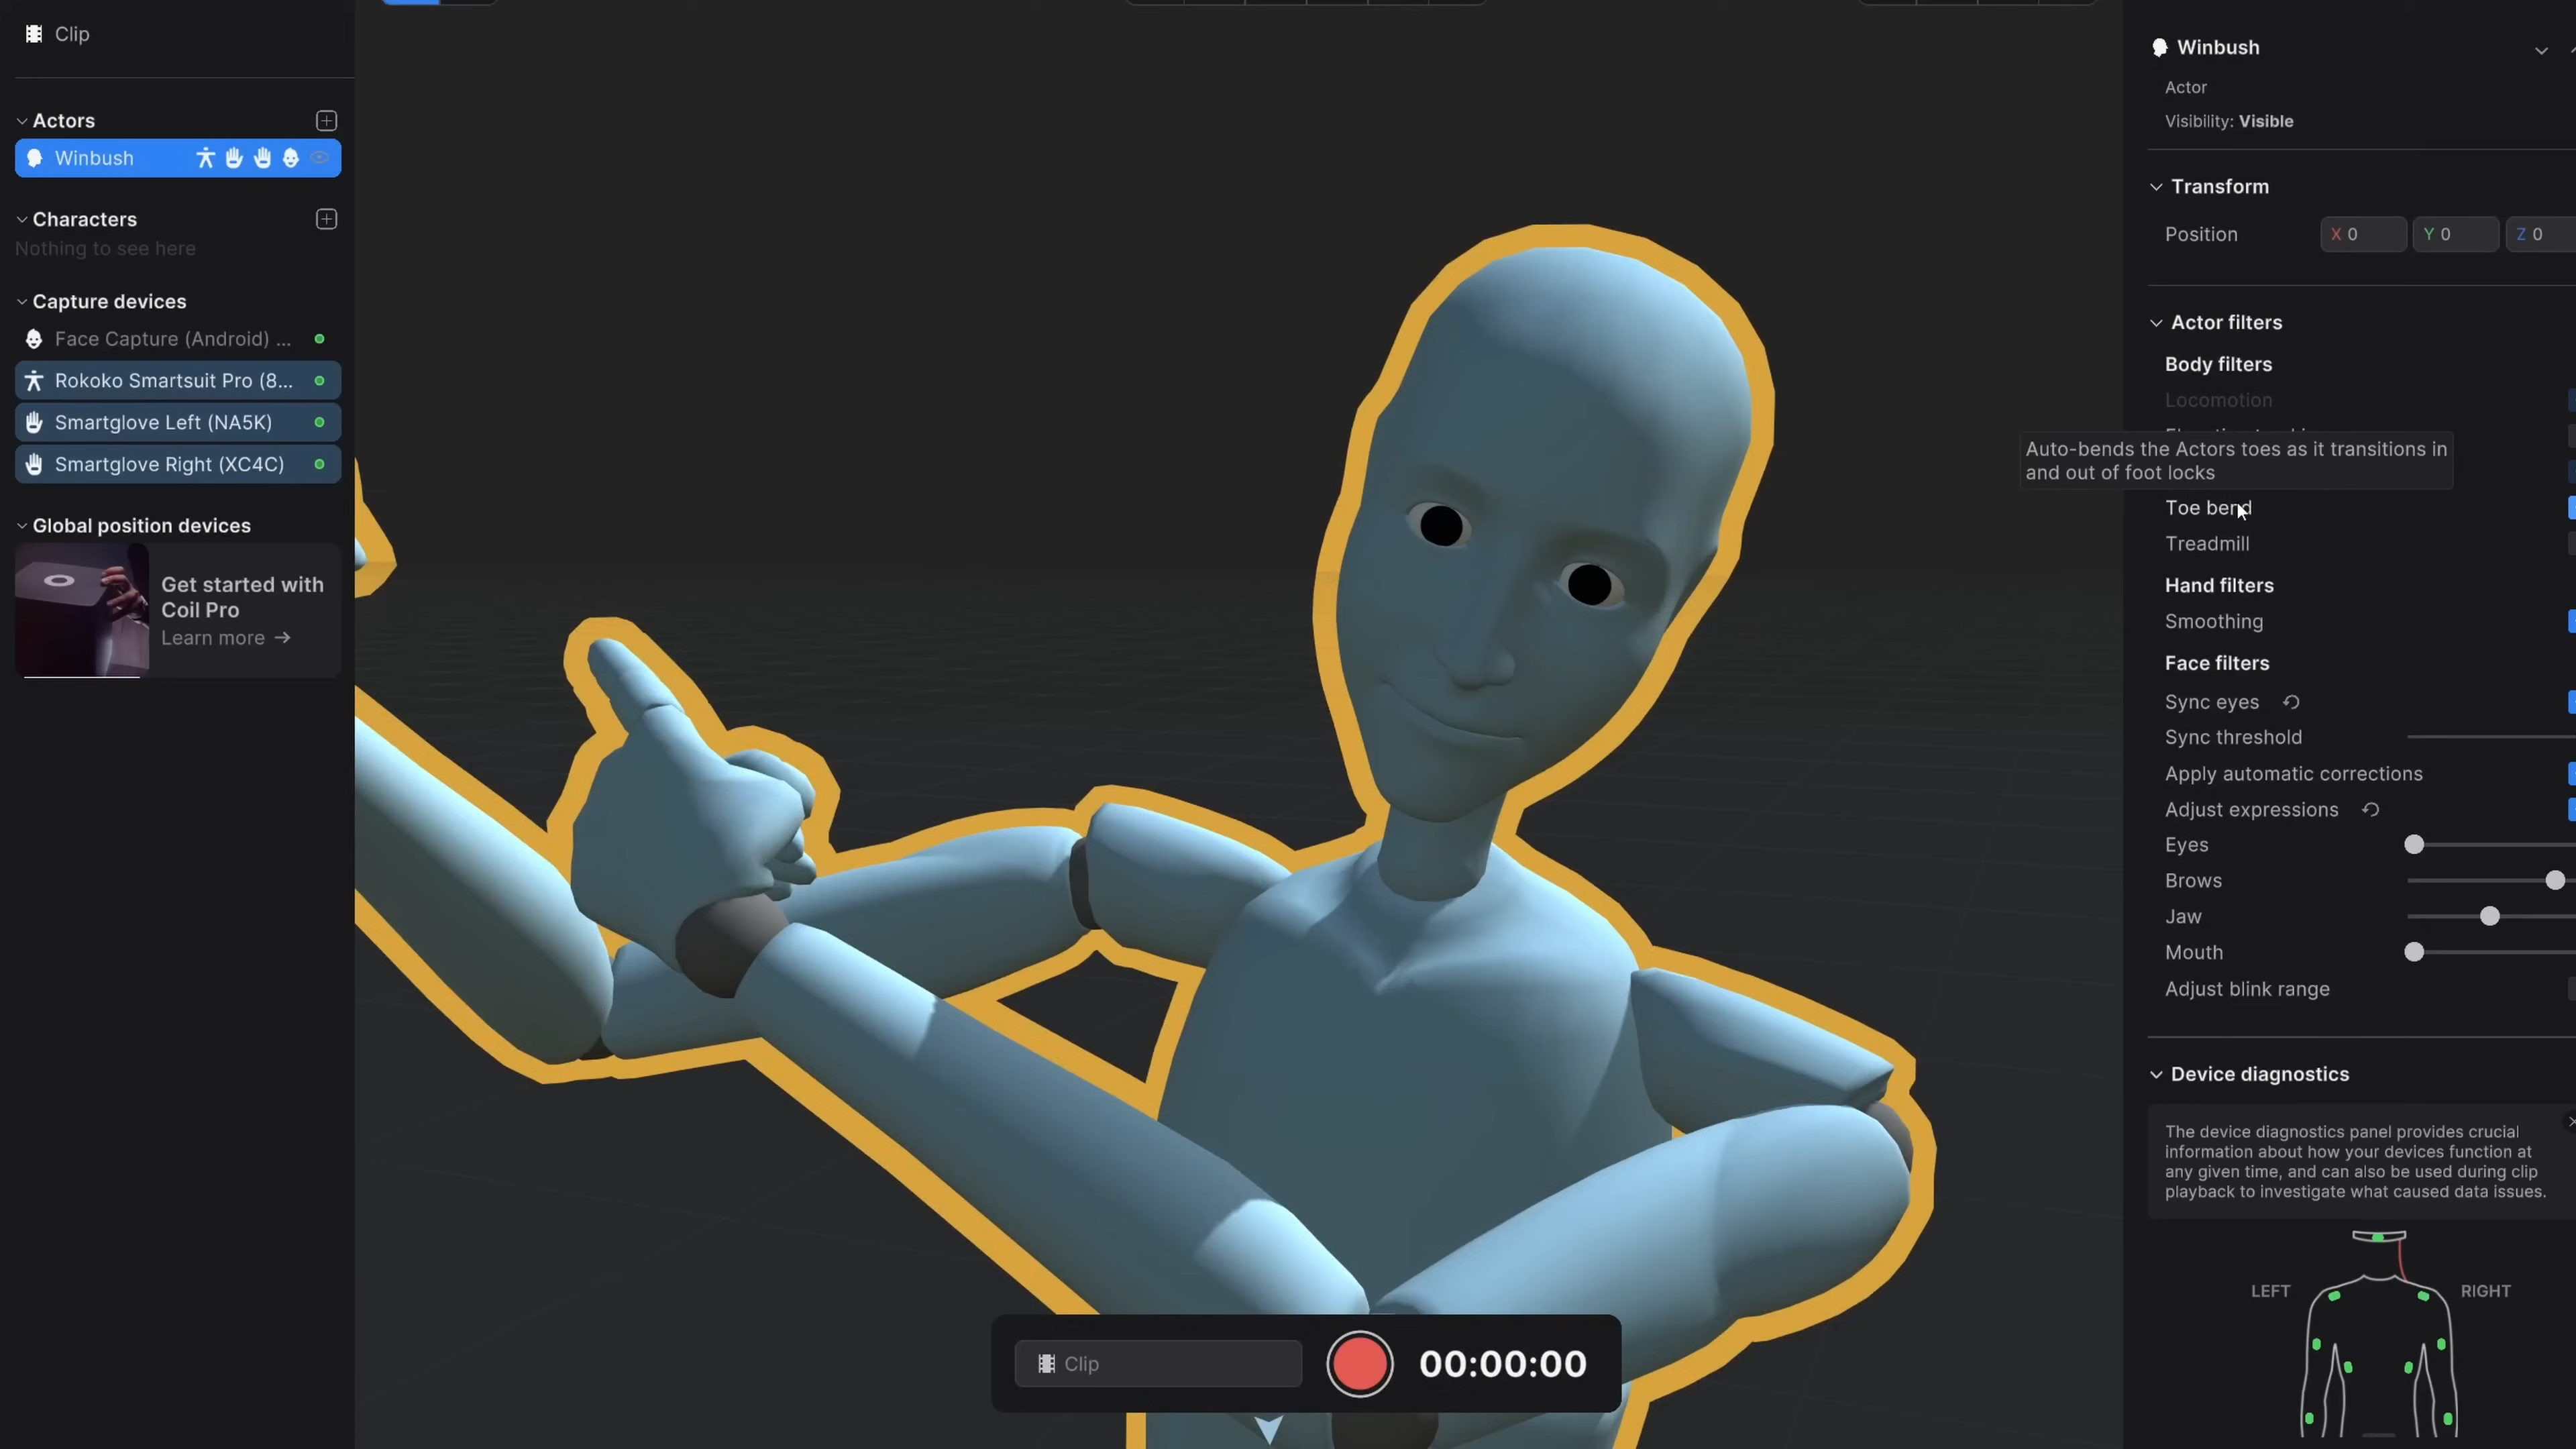 Clip
Actors
Winbush
Characters
Nothing to see here
Capture devices
Face Capture (Android) ...
Rokoko Smartsuit Pro (8...
Smartglove Left (NA5K)
Smartglove Right (XC4C)
Global position devices
Get started with
Coil Pro
Learn more →
Clip
00:00:00
Winbush
Actor
Visibility: Visible
Transform
Position
X 0
Y 0
Z 0
Actor filters
Body filters
Locomotion
Auto-bends the Actors toes as it transitions in
and out of foot locks
Toe bend
Treadmill
Hand filters
Smoothing
Face filters
Sync eyes
Sync threshold
Apply automatic corrections
Adjust expressions
Eyes
Brows
Jaw
Mouth
Adjust blink range
Device diagnostics
The device diagnostics panel provides crucial
information about how your devices function at
any given time, and can also be used during clip
playback to investigate what caused data issues.
LEFT
RIGHT